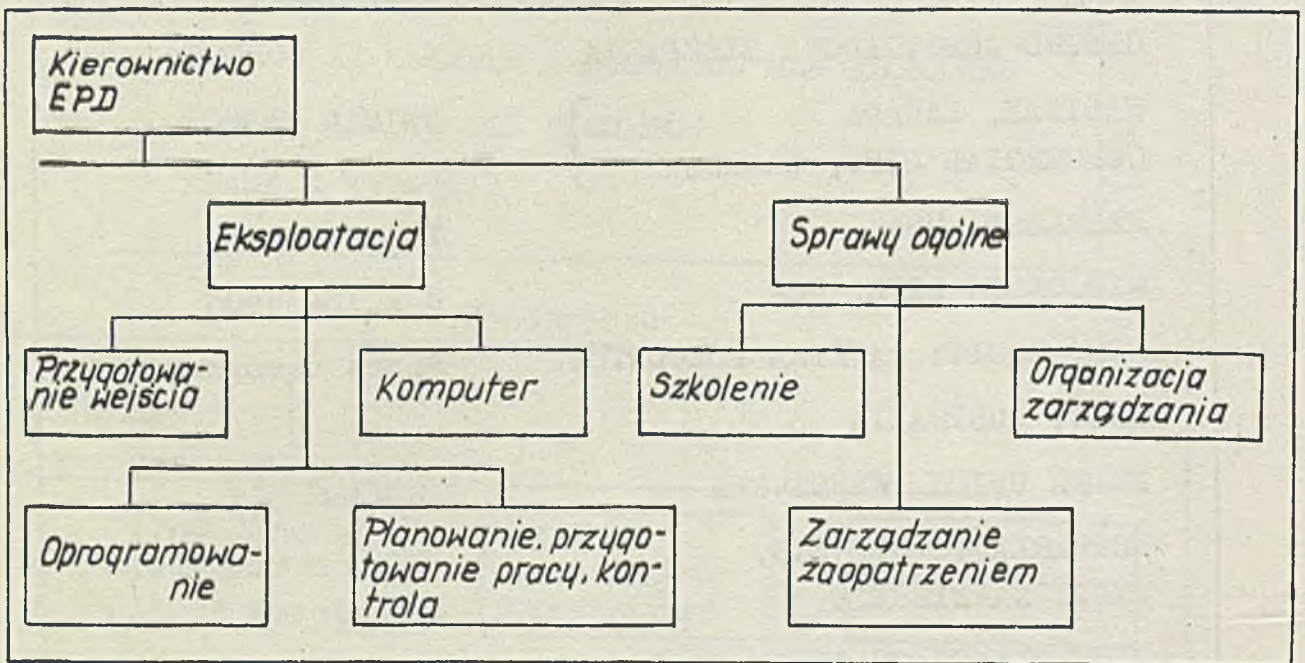 Kierownictwo
EPD
Eksploatacja
Sprawy ogólne
Przygotowa-
nie wejścia
Komputer
Szkolenie
Organizacja
zarządzania
Oprogramowa-
nie
Planowanie, przygo-
towanie pracy, kon-
trola
Zarządzanie
zaopatrzeniem